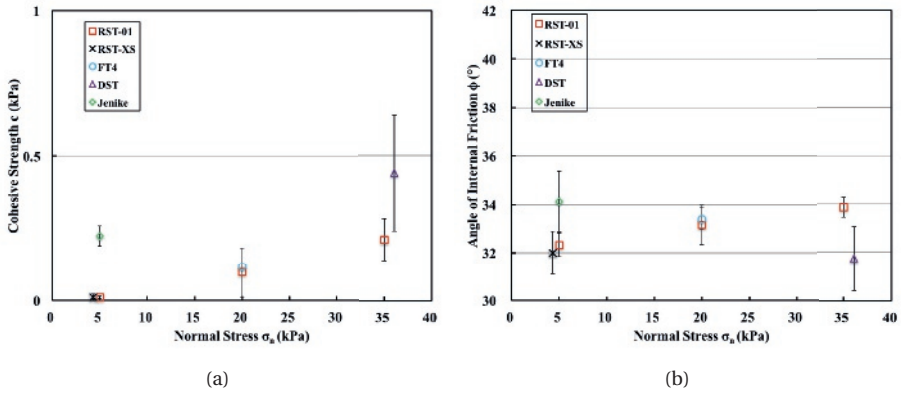 1
0.5
0
Cohesive Strength c (kPa)
RST-01
RST-XS
FT4
DST
Jenike
0 5 10 15 20 25 30 35 40
Normal Stress σn (kPa)
(a)
42
40
38
36
34
32
30
Angle of Internal Friction ϕ (°)
RST-01
RST-XS
FT4
DST
Jenike
0 5 10 15 20 25 30 35 40
Normal Stress σn (kPa)
(b)